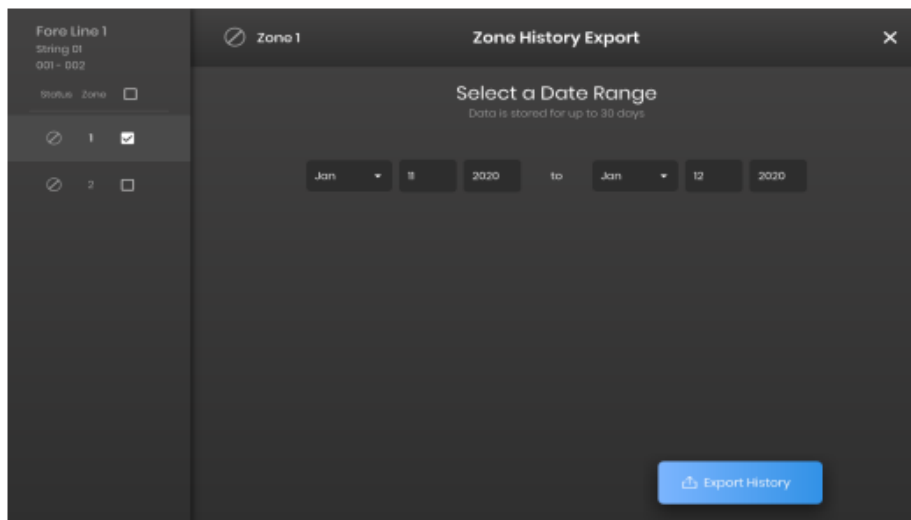 Fore Line 1
String 01
001 - 002
Status Zone
1
2
Zone 1
Zone History Export
Select a Date Range
Data is stored for up to 30 days
Jan 11 2020 to Jan 12 2020
Export History